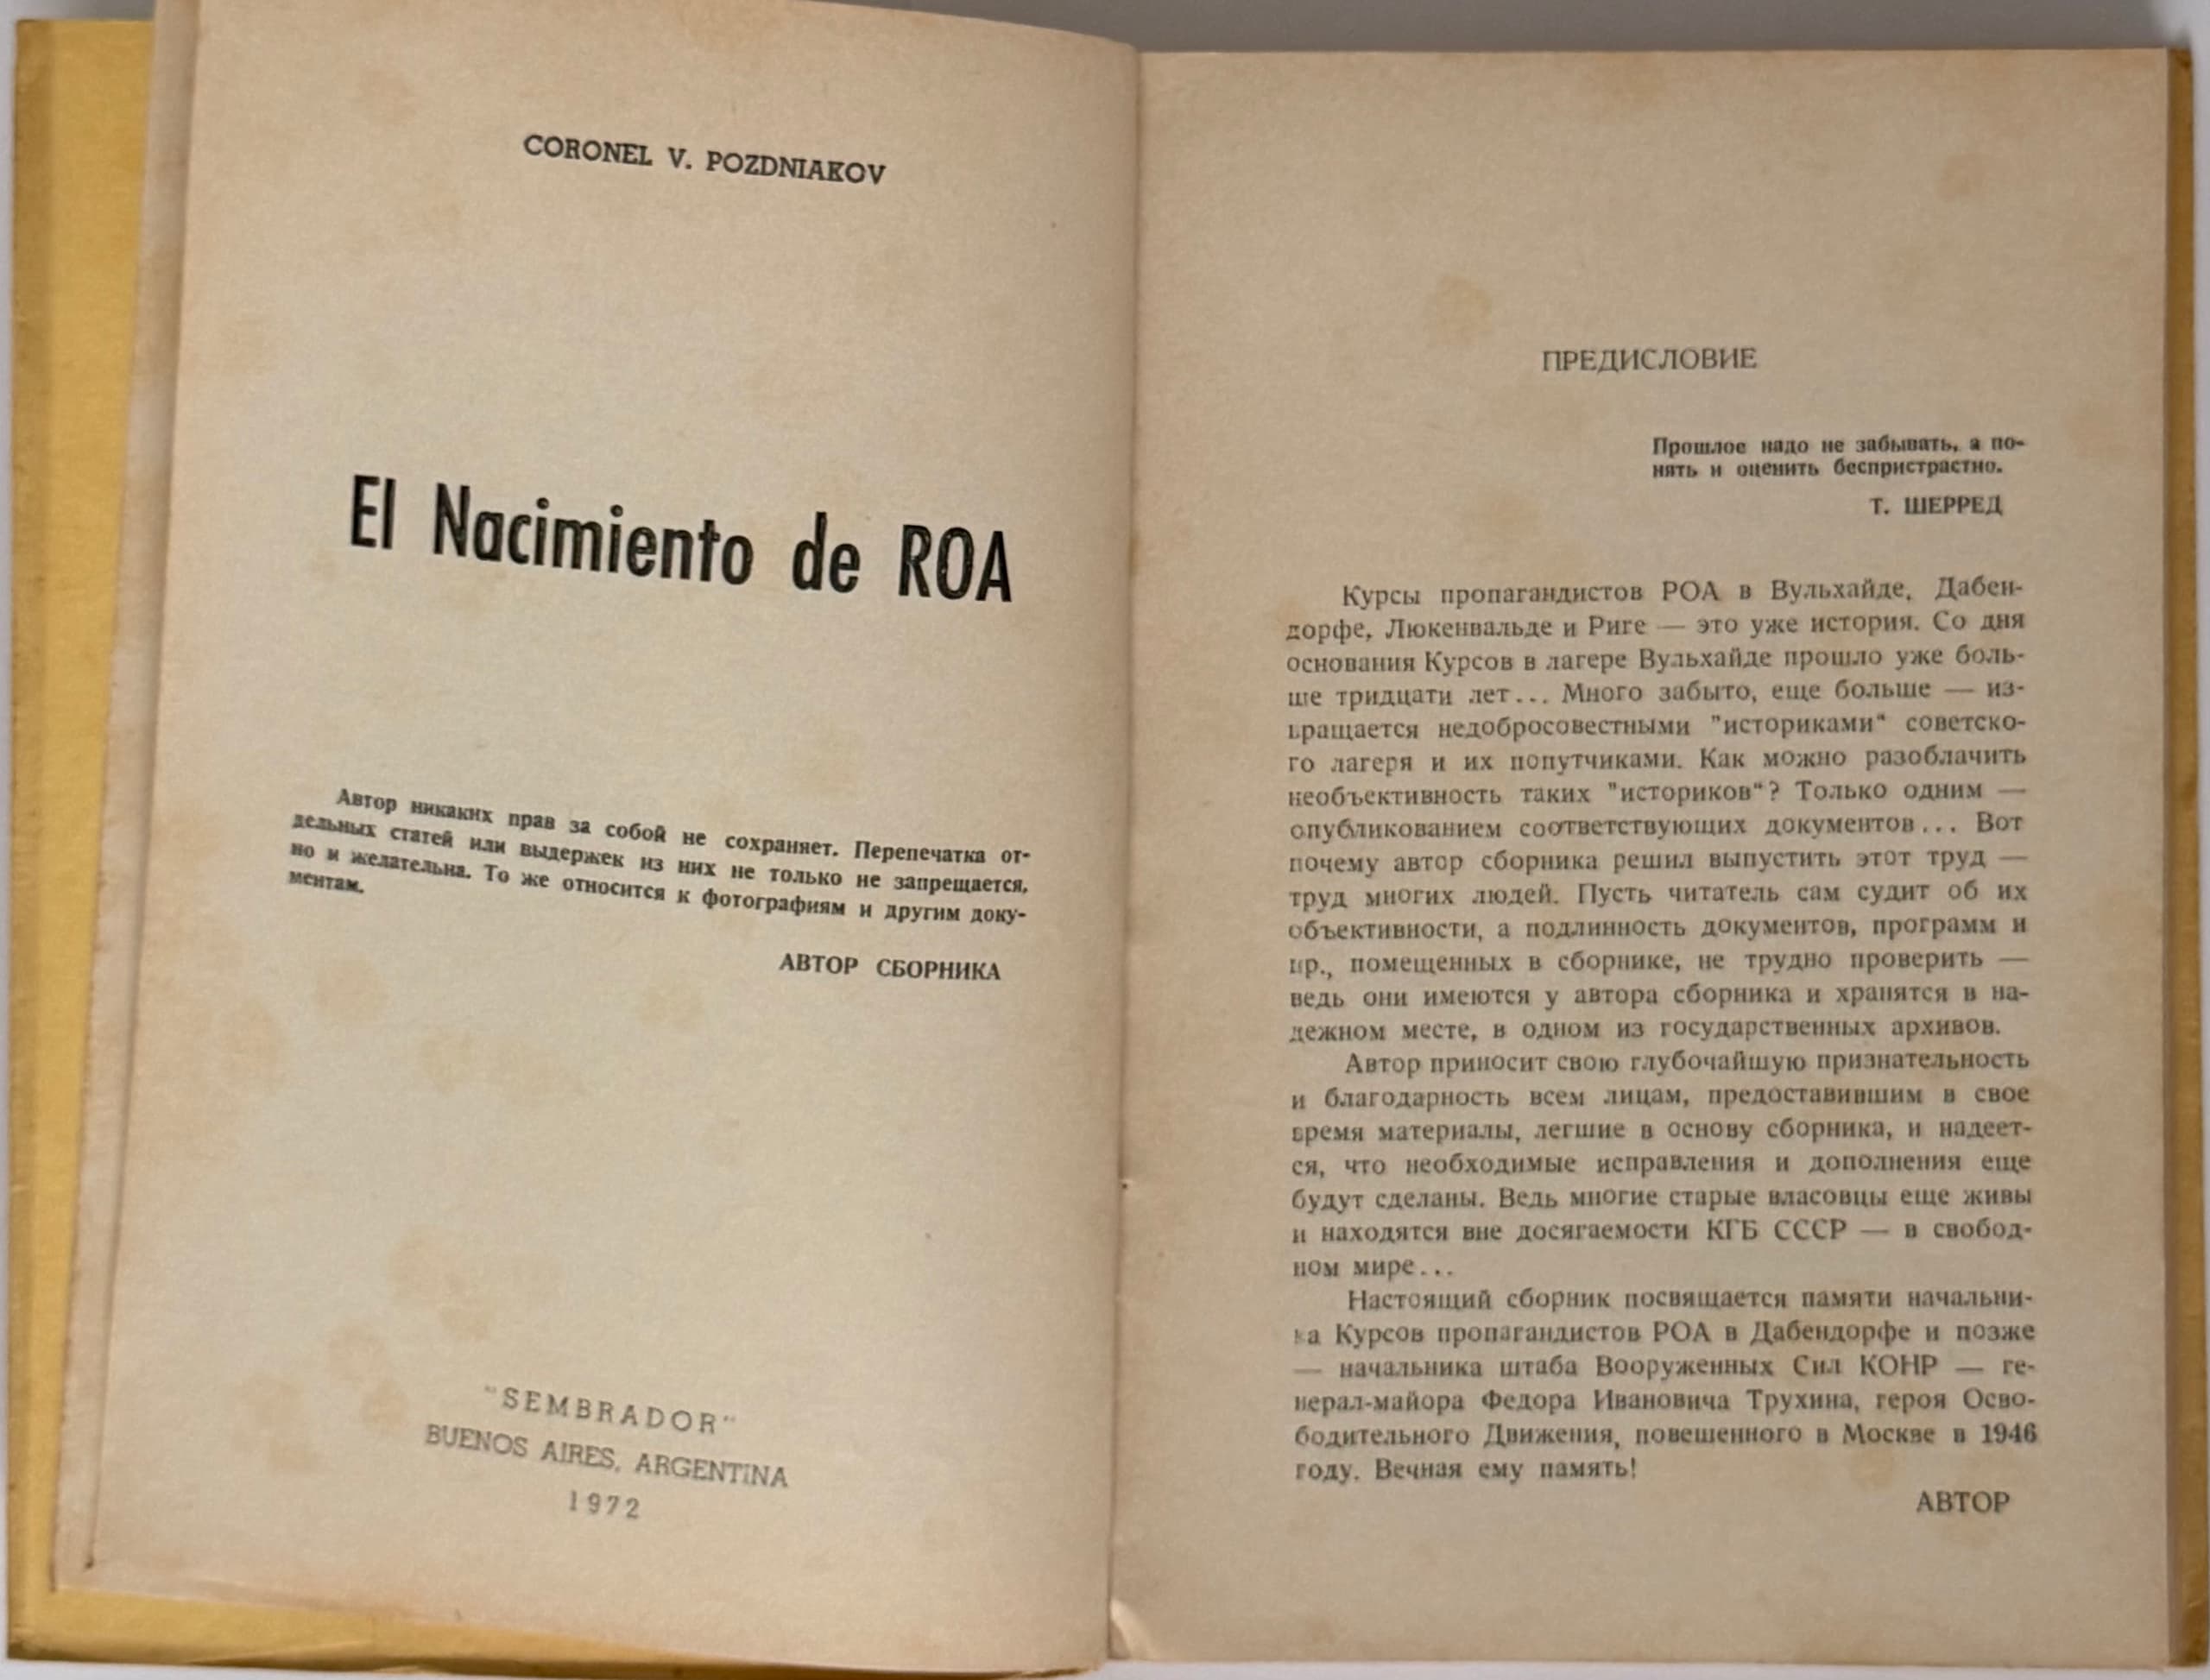 CORONEL V. POZDNIAKOV
El Nacimiento de ROA
Автор никаких прав за собой не сохраняет. Перепечатка от-
дельных статей или выдержек из них не только не запрещается,
но и желательна. То же относится к фотографиям и другим доку-
ментам.
АВТОР СБОРНИКА
"SEMBRADOR"
BUENOS AIRES, ARGENTINA
1972
ПРЕДИСЛОВИЕ
Прошлое надо не забывать, а по-
нять и оценить беспристрастно.
Т. ШЕРРЕД
Курсы пропагандистов РОА в Вульхайде, Дабен-
дорфе, Люкенвальде и Риге — это уже история. Со дня
основания Курсов в лагере Вульхайде прошло уже боль-
ше тридцати лет... Много забыто, еще больше — из-
вращается недобросовестными "историками“ советско-
го лагеря и их попутчиками. Как можно разоблачить
необъективность таких "историков“? Только одним —
опубликованием соответствующих документов... Вот
почему автор сборника решил выпустить этот труд —
труд многих людей. Пусть читатель сам судит об их
объективности, а подлинность документов, программ и
пр., помещенных в сборнике, не трудно проверить —
ведь они имеются у автора сборника и хранятся в на-
дежном месте, в одном из государственных архивов.
Автор приносит свою глубочайшую признательность
и благодарность всем лицам, предоставившим в свое
время материалы, легшие в основу сборника, и надеет-
ся, что необходимые исправления и дополнения еще
будут сделаны. Ведь многие старые власовцы еще живы
и находятся вне досягаемости КГБ СССР — в свобод-
ном мире...
Настоящий сборник посвящается памяти начальни-
ка Курсов пропагандистов РОА в Дабендорфе и позже
— начальника штаба Вооруженных Сил КОНР — ге-
нерал-майора Федора Ивановича Трухина, героя Осво-
бодительного Движения, повешенного в Москве в 1946
году. Вечная ему память!
АВТОР